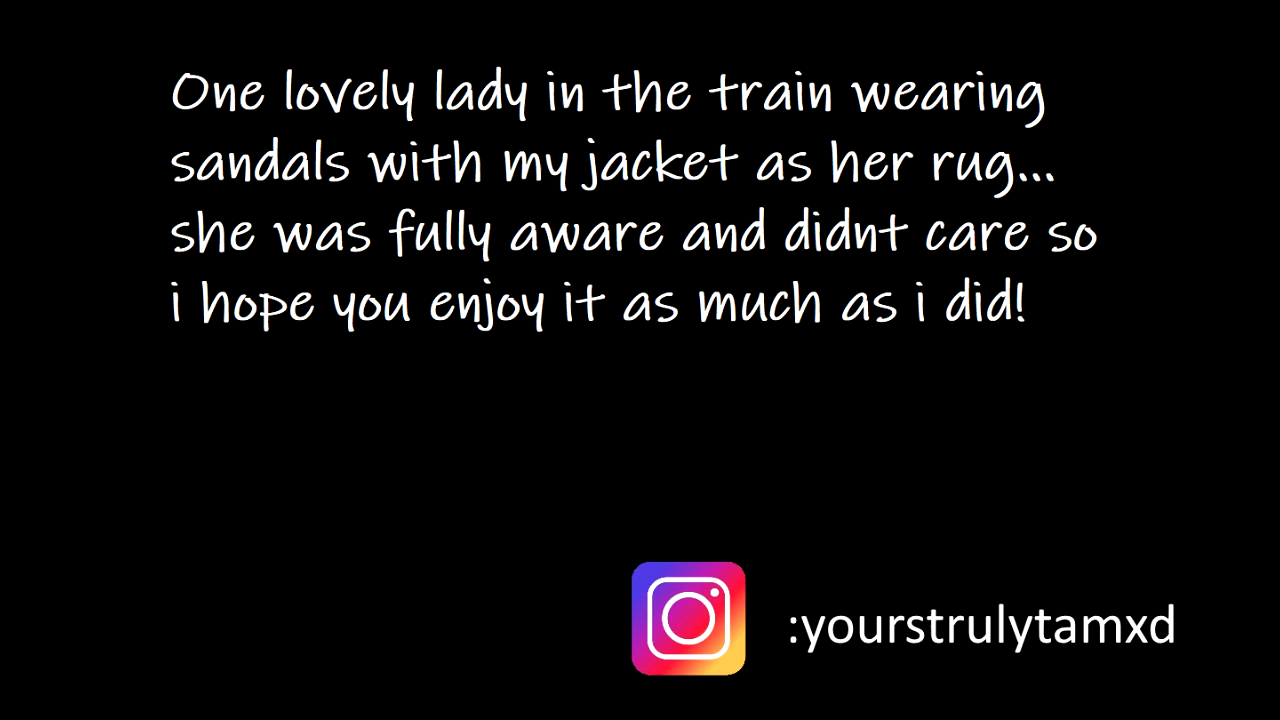 One lovely lady in the train wearing
sandals with my jacket as her rug...
she was fully aware and didnt care so
i hope you enjoy it as much as i did!
:yourstrulytamxd